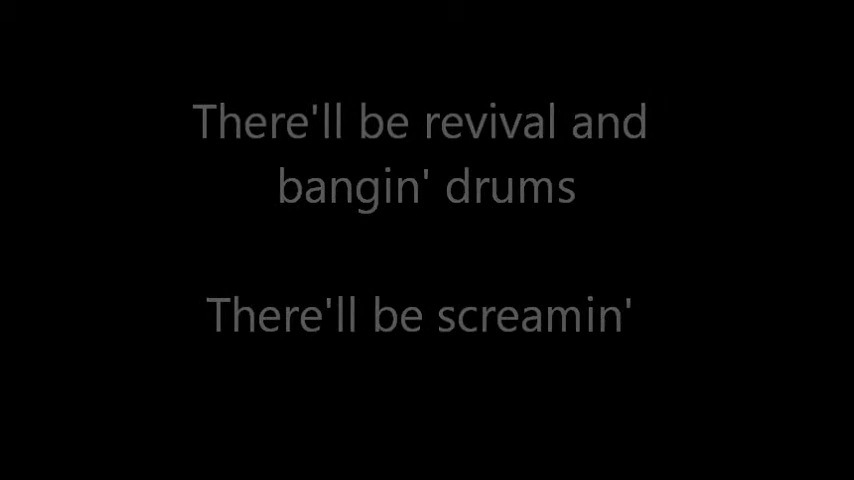 There'll be revival and
bangin' drums
There'll be screamin'